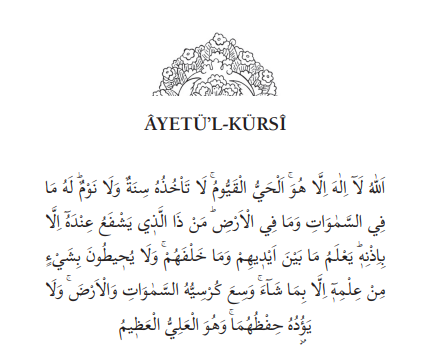 ÂYETÜ’L-KÜRSÎ
اَللّٰهُ لَٓا اِلٰهَ اِلَّا هُوَۚ اَلْحَيُّ الْقَيُّومُۚ لَا تَأْخُذُهُ سِنَةٌ وَلَا نَوْمٌۜ لَهُ مَا
فِي السَّمٰوَاتِ وَمَا فِي الْاَرْضِۜ مَنْ ذَا الَّذ۪ي يَشْفَعُ عِنْدَهُٓ اِلَّا
بِاِذْنِه۪ۜ يَعْلَمُ مَا بَيْنَ اَيْد۪يهِمْ وَمَا خَلْفَهُمْۚ وَلَا يُح۪يطُونَ بِشَيْءٍ
مِنْ عِلْمِه۪ٓ اِلَّا بِمَا شَٓاءَۚ وَسِعَ كُرْسِيُّهُ السَّمٰوَاتِ وَالْاَرْضَۚ وَلَا
يَؤُ۫دُهُ حِفْظُهُمَاۚ وَهُوَ الْعَلِيُّ الْعَظ۪يمُ